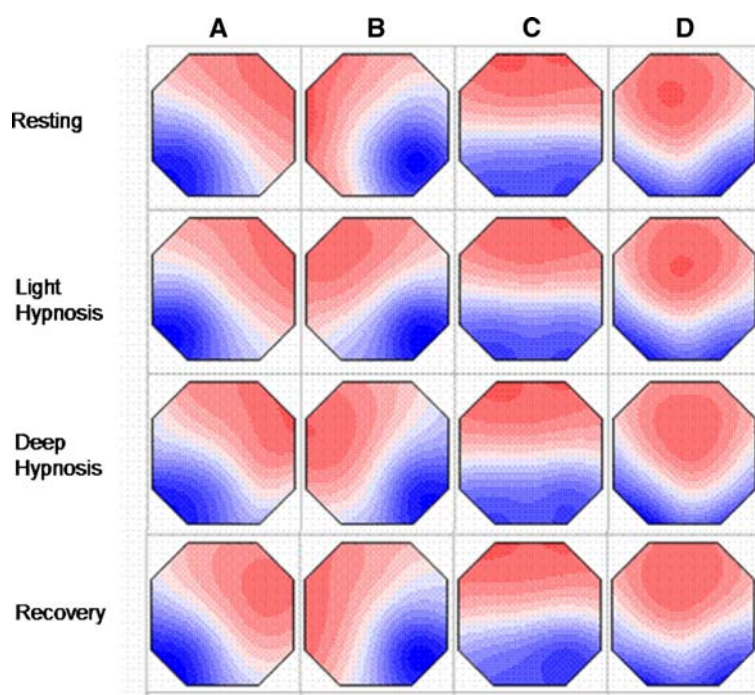 A B C D
Resting
Light
Hypnosis
Deep
Hypnosis
Recovery